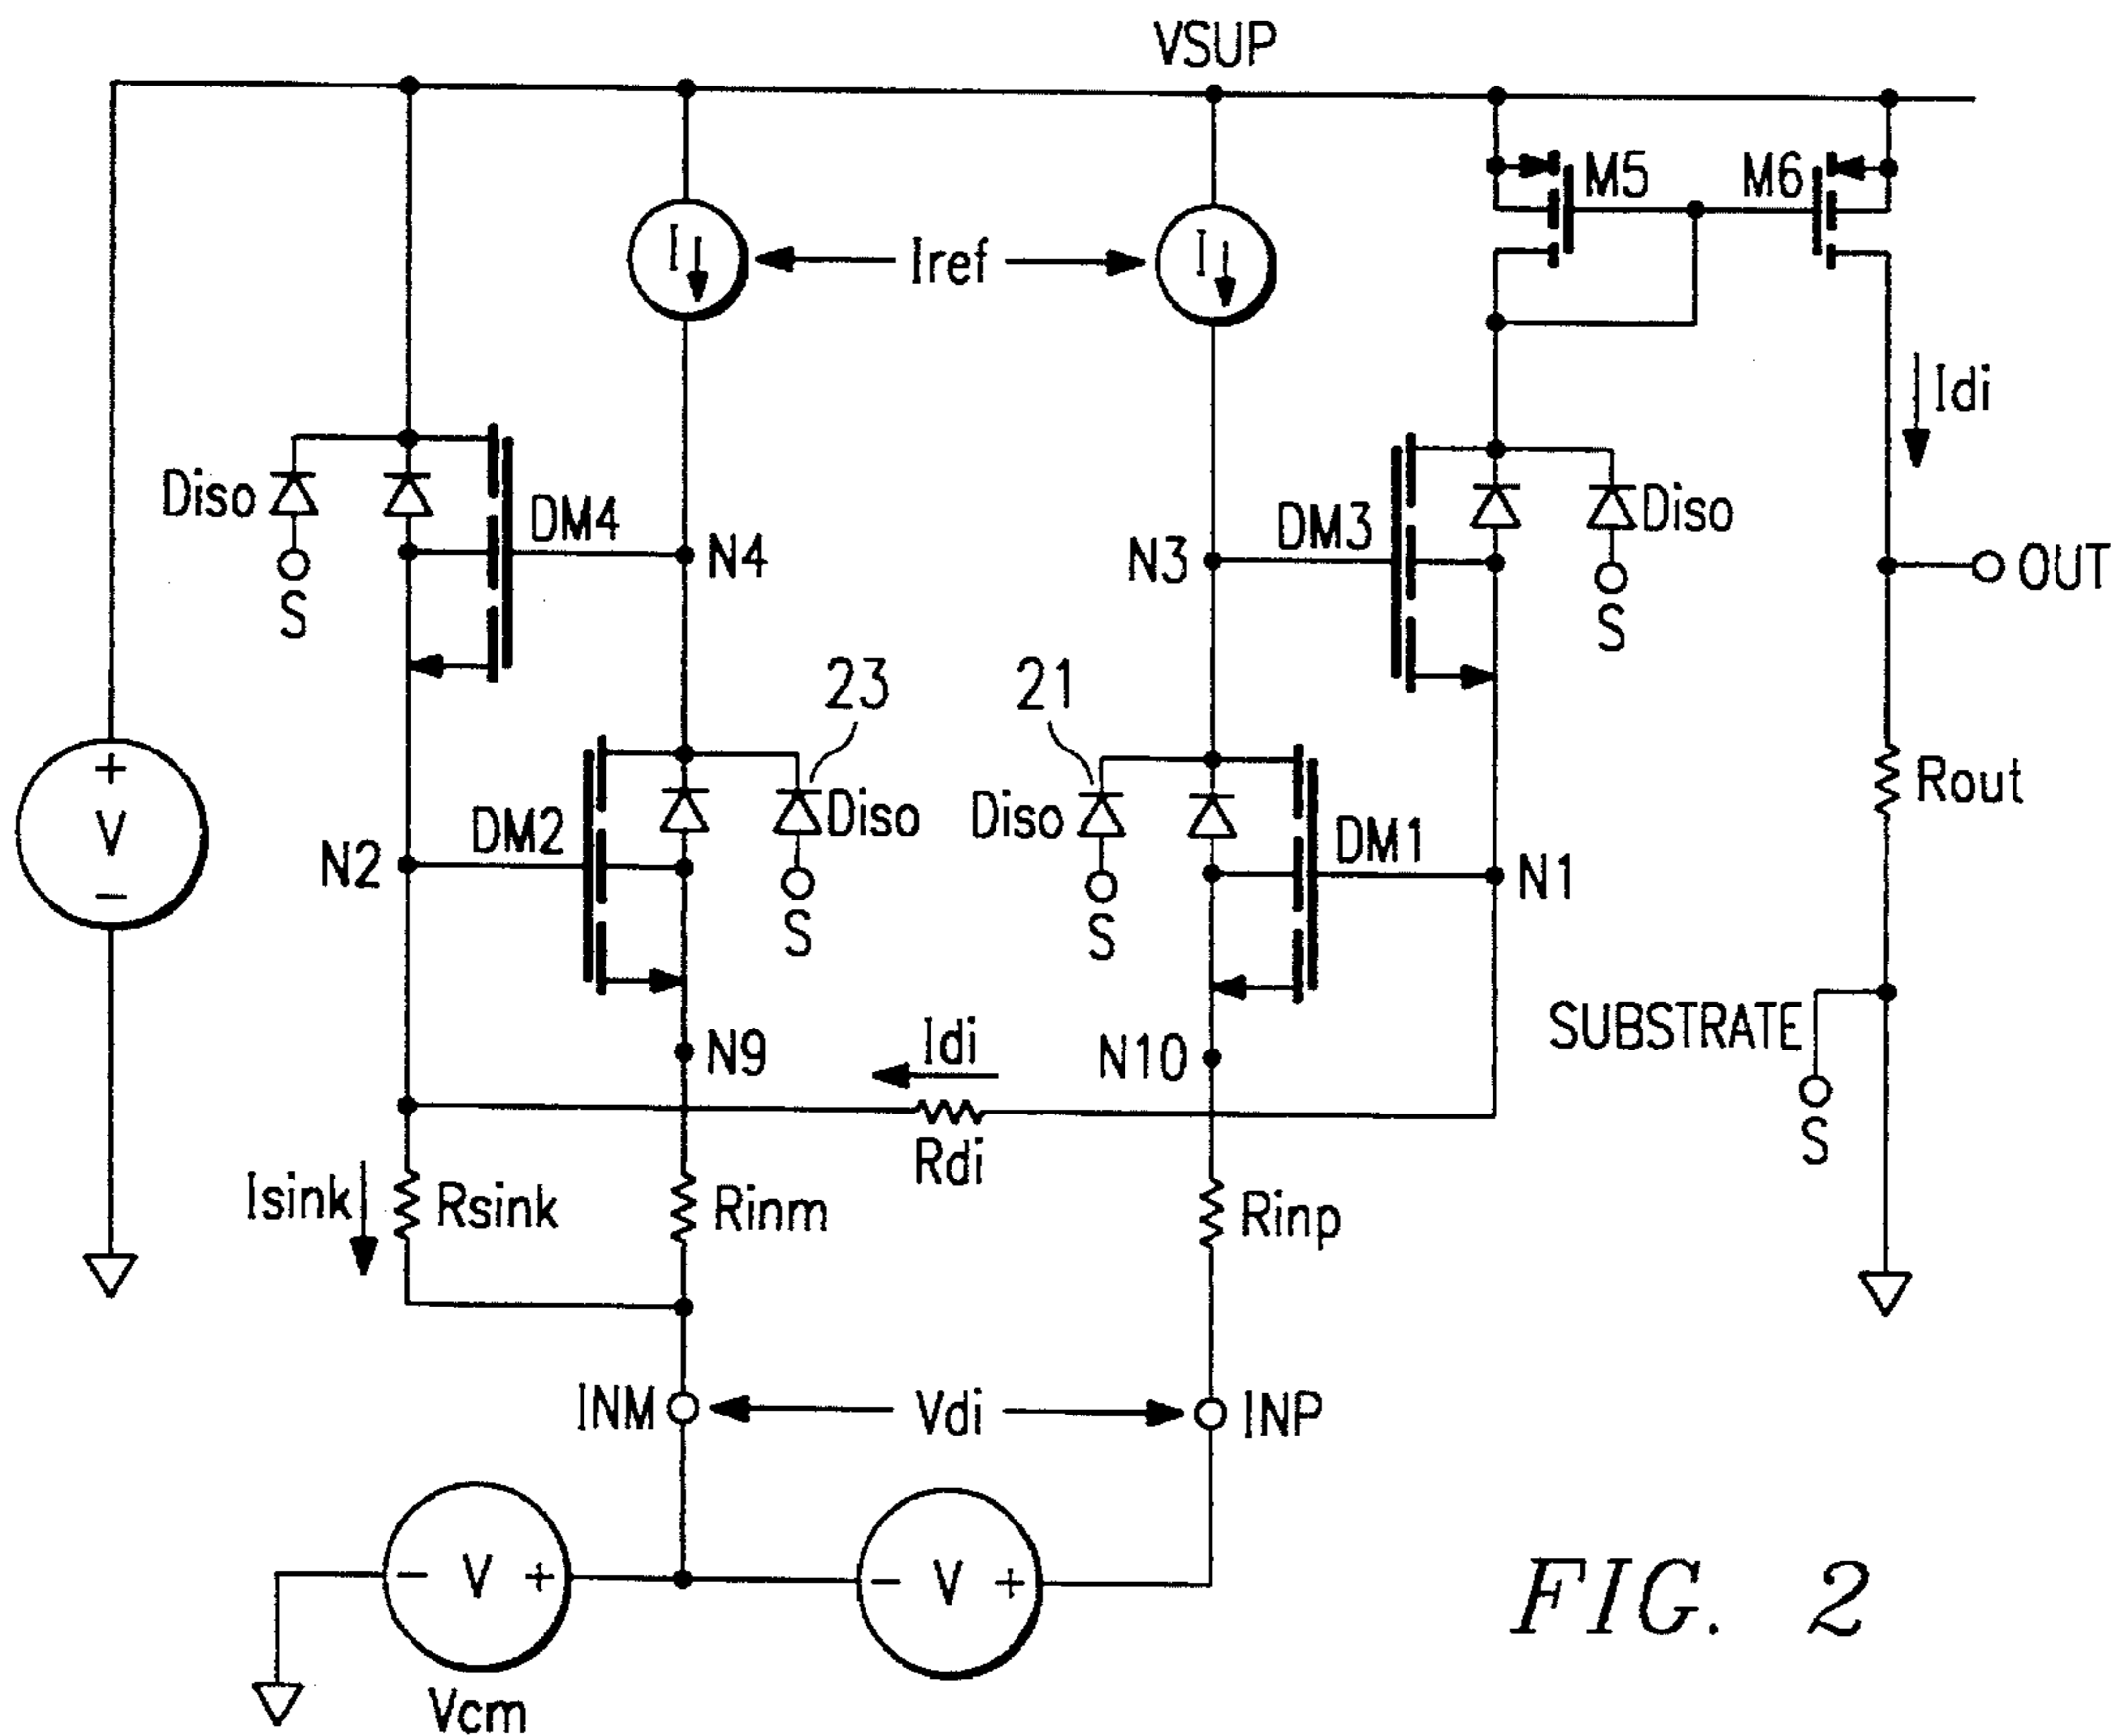 VSUP
M5
M6
I
Iref
I
Idi
Diso
DM4
N4
N3
DM3
Diso
OUT
S
S
23
21
+
V
−
N2
DM2
Diso
Diso
DM1
N1
Rout
S
S
N9
Idi
N10
SUBSTRATE
Rdi
S
Isink
Rsink
Rinm
Rinp
INM
Vdi
INP
− V +
− V +
Vcm
FIG. 2